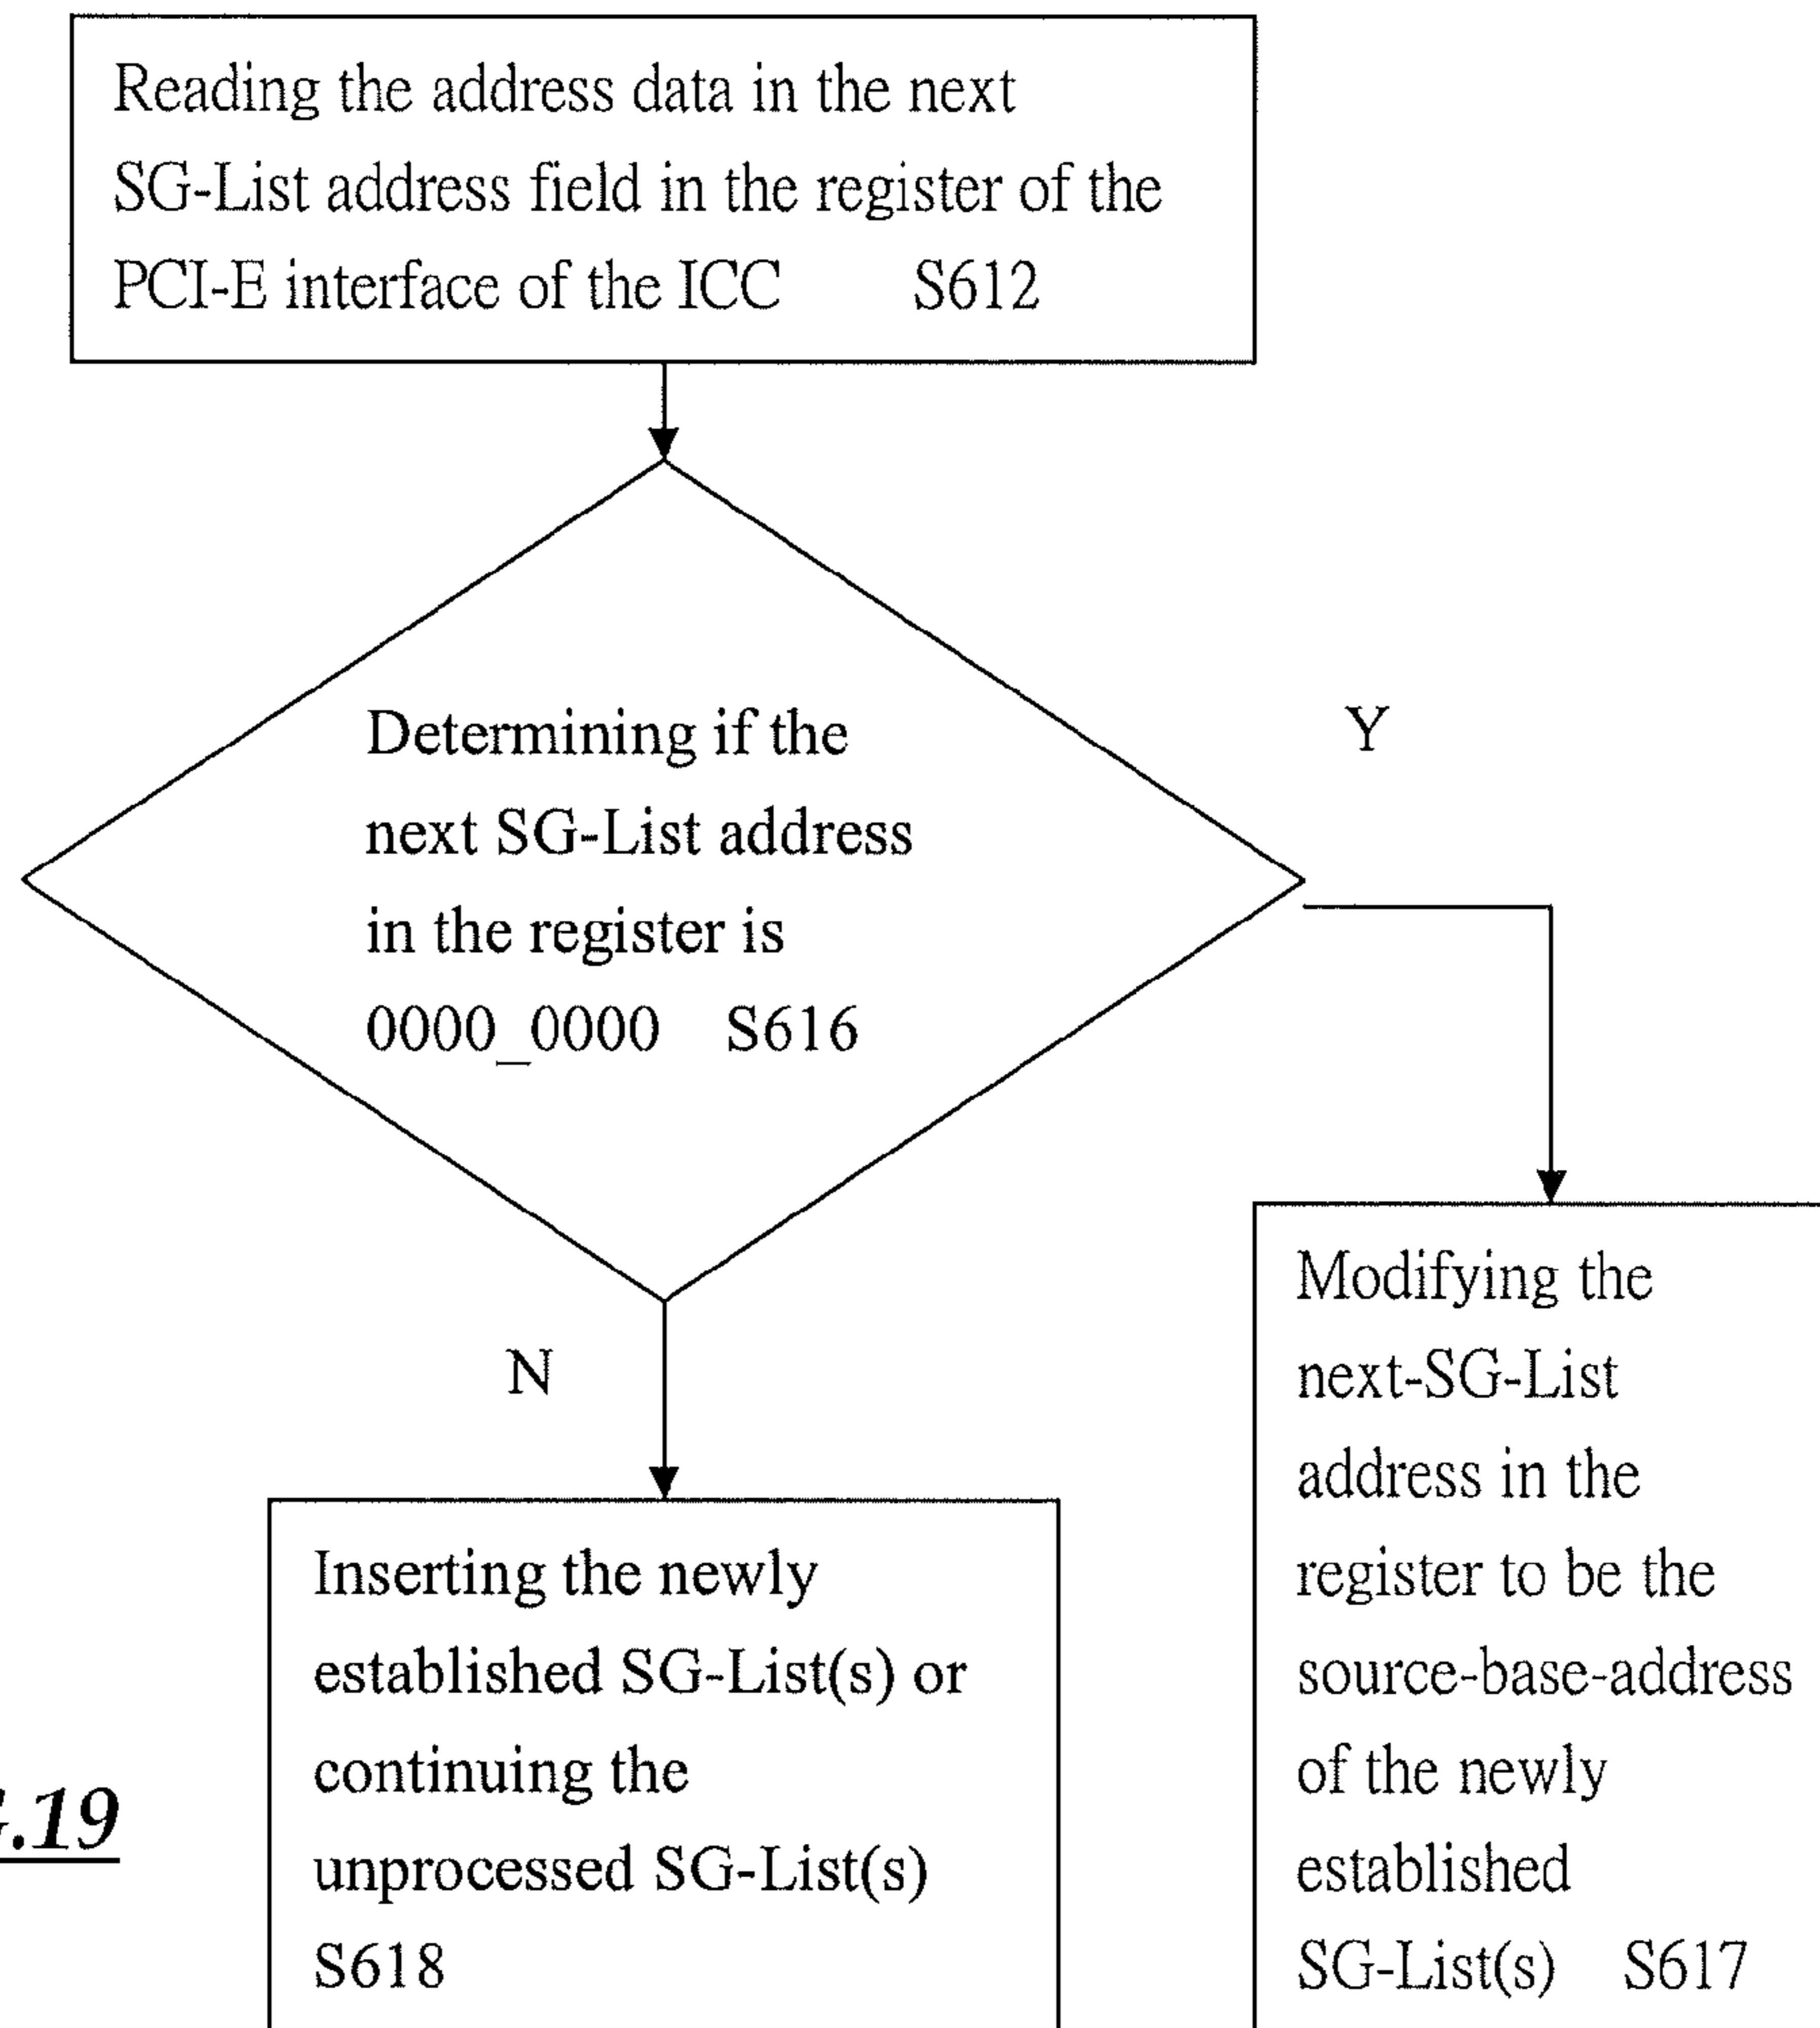 Reading the address data in the next
SG-List address field in the register of the
PCI-E interface of the ICC S612
Determining if the
next SG-List address
in the register is
0000_0000 S616
Y
N
Modifying the
next-SG-List
address in the
register to be the
source-base-address
of the newly
established
SG-List(s) S617
Inserting the newly
established SG-List(s) or
continuing the
unprocessed SG-List(s)
S618
.19